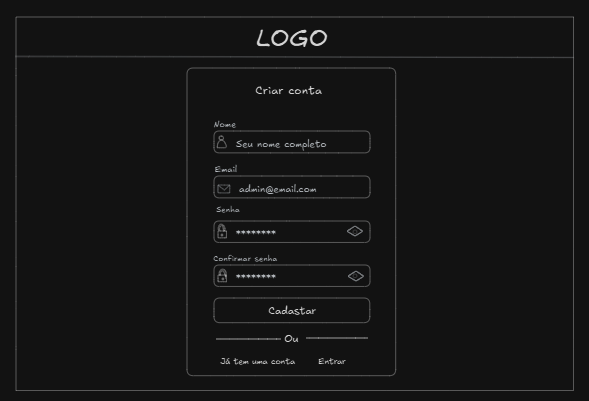 LOGO
Criar conta
Nome
Seu nome completo
Email
admin@email.com
Senha
********
Confirmar senha
********
Cadastar
Ou
Já tem uma conta Entrar